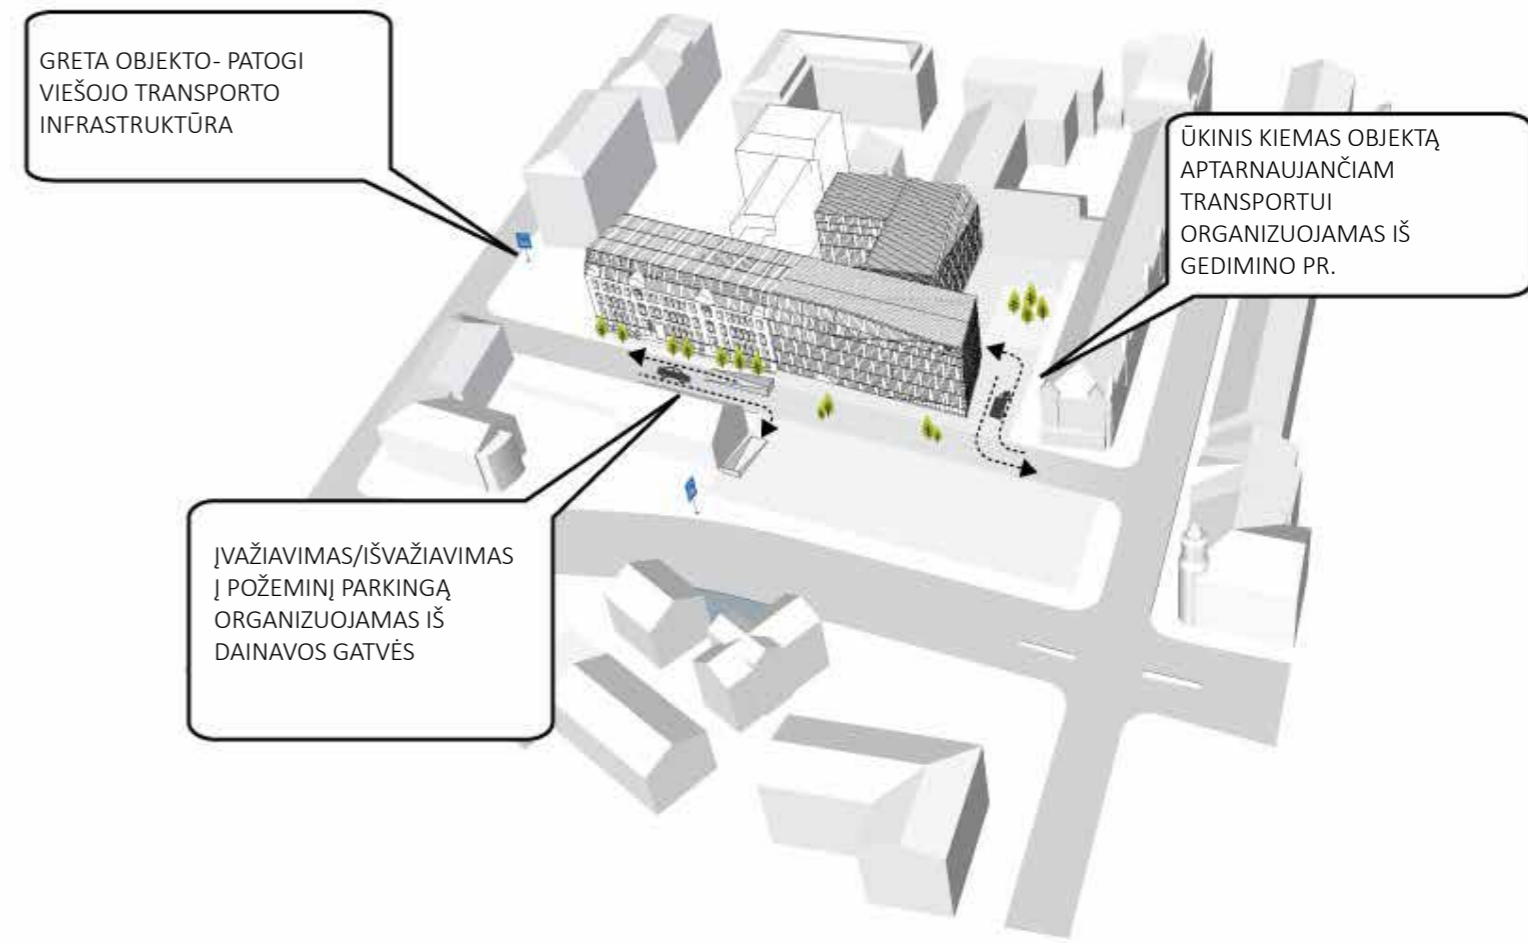 GRETA OBJEKTO- PATOGI
VIEŠOJO TRANSPORTO
INFRASTRUKTŪRA
ŪKINIS KIEMAS OBJEKTĄ
APTARNAUJANČIAM
TRANSPORTUI
ORGANIZUOJAMAS IŠ
GEDIMINO PR.
ĮVAŽIAVIMAS/IŠVAŽIAVIMAS
Į POŽEMINĮ PARKINGĄ
ORGANIZUOJAMAS IŠ
DAINAVOS GATVĖS